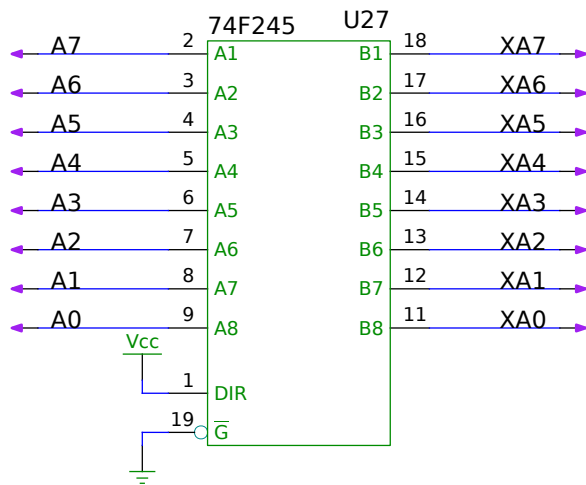 74F245 U27
A7 2 A1 B1 18 XA7
A6 3 A2 B2 17 XA6
A5 4 A3 B3 16 XA5
A4 5 A4 B4 15 XA4
A3 6 A5 B5 14 XA3
A2 7 A6 B6 13 XA2
A1 8 A7 B7 12 XA1
A0 9 A8 B8 11 XA0
Vcc
1 DIR
19 G̅